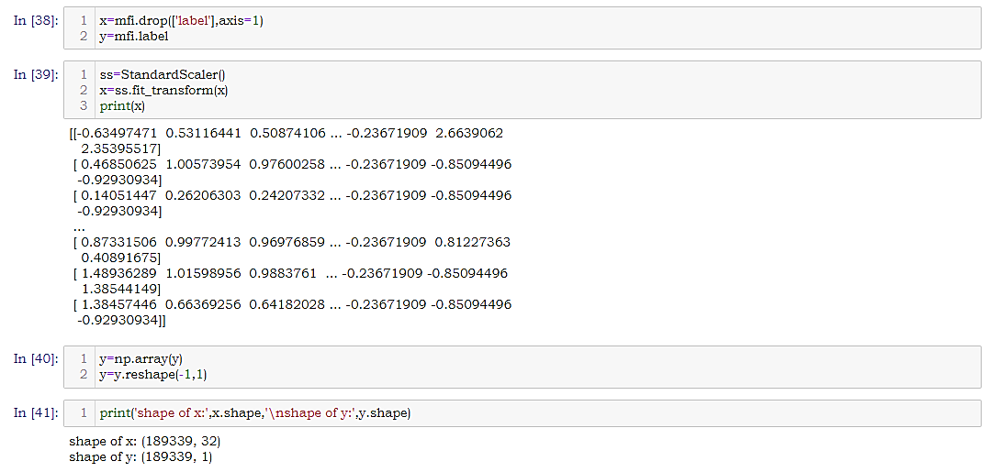 In [38]: 1 x=mfi.drop(['label'],axis=1)
2 y=mfi.label
In [39]: 1 ss=StandardScaler()
2 x=ss.fit_transform(x)
3 print(x)
[[-0.63497471 0.53116441 0.50874106 ... -0.23671909 2.6639062
2.35395517]
[ 0.46850625 1.00573954 0.97600258 ... -0.23671909 -0.85094496
-0.92930934]
[ 0.14051447 0.26206303 0.24207332 ... -0.23671909 -0.85094496
-0.92930934]
...
[ 0.87331506 0.99772413 0.96976859 ... -0.23671909 0.81227363
0.40891675]
[ 1.48936289 1.01598956 0.9883761 ... -0.23671909 -0.85094496
1.38544149]
[ 1.38457446 0.66369256 0.64182028 ... -0.23671909 -0.85094496
-0.92930934]]
In [40]: 1 y=np.array(y)
2 y=y.reshape(-1,1)
In [41]: 1 print('shape of x:',x.shape,'\nshape of y:',y.shape)
shape of x: (189339, 32)
shape of y: (189339, 1)